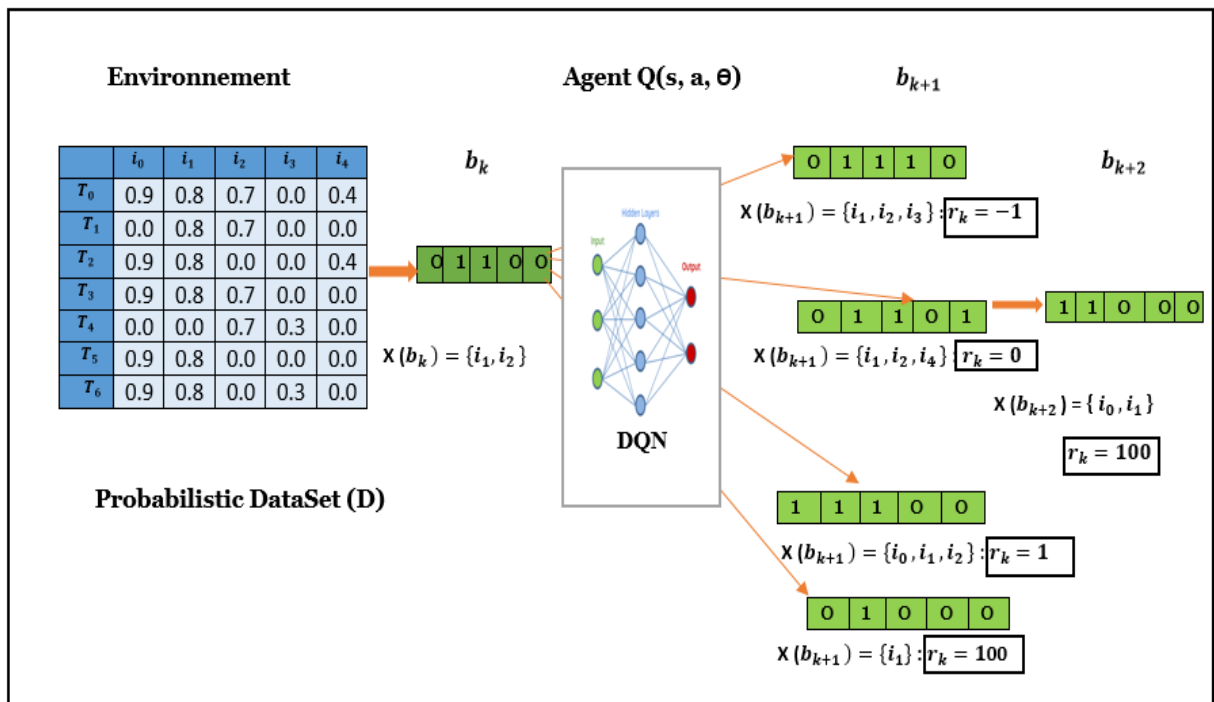 Environnement
Agent Q(s, a, ɵ)
b_{k+1}
i_0 i_1 i_2 i_3 i_4
T_0 0.9 0.8 0.7 0.0 0.4
T_1 0.0 0.8 0.7 0.0 0.0
T_2 0.9 0.8 0.0 0.0 0.4
T_3 0.9 0.8 0.7 0.0 0.0
T_4 0.0 0.0 0.7 0.3 0.0
T_5 0.9 0.8 0.0 0.0 0.0
T_6 0.9 0.8 0.0 0.3 0.0
Probabilistic DataSet (D)
b_k
0 1 1 0 0
X (b_k) = {i_1, i_2}
Hidden Layers
Input
Output
DQN
0 1 1 1 0
X (b_{k+1}) = {i_1, i_2, i_3} : r_k = −1
0 1 1 0 1
X (b_{k+1}) = {i_1, i_2, i_4} : r_k = 0
b_{k+2}
1 1 0 0 0
X (b_{k+2}) = { i_0, i_1}
r_k = 100
1 1 1 0 0
X (b_{k+1}) = {i_0, i_1, i_2} : r_k = 1
0 1 0 0 0
X (b_{k+1}) = {i_1} : r_k = 100